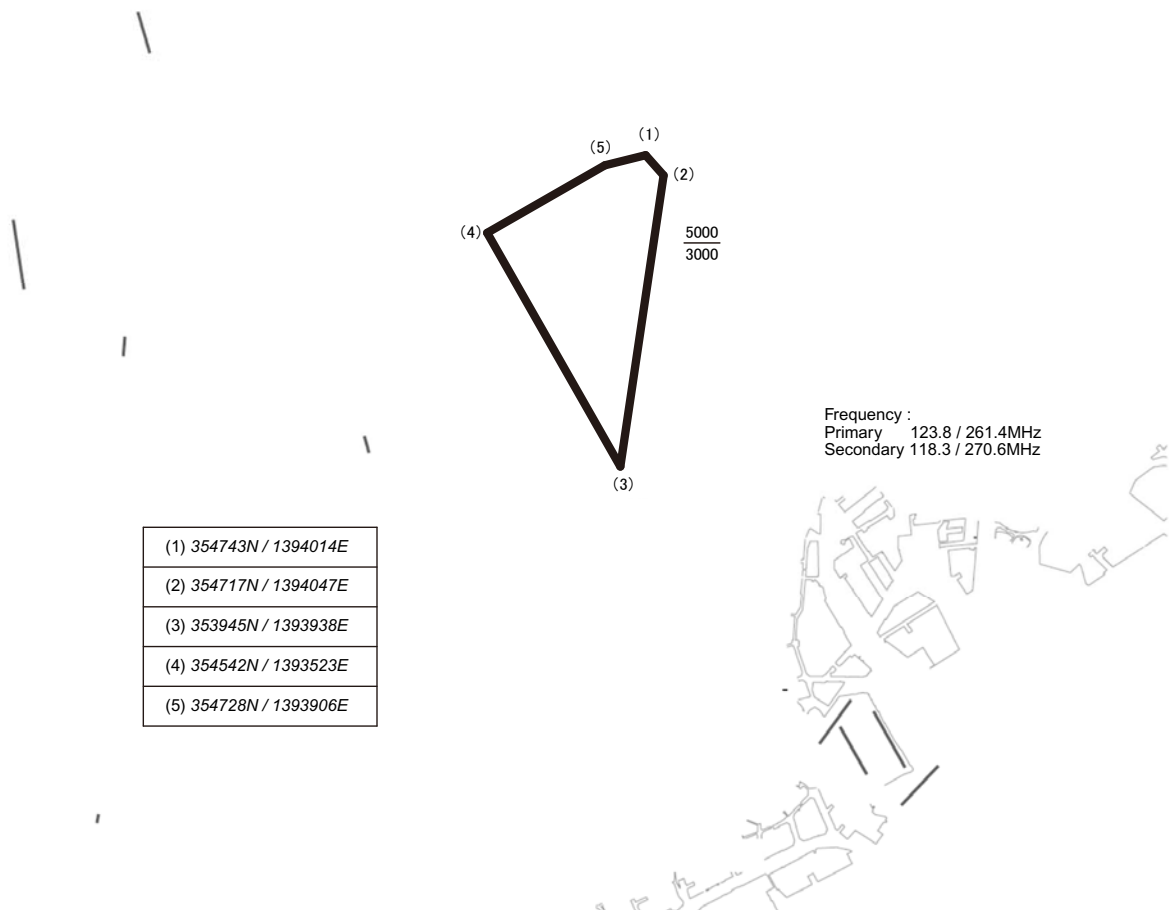 (1)
(5)
(2)
(4)
5000
3000
Frequency :
Primary 123.8 / 261.4MHz
Secondary 118.3 / 270.6MHz
(3)
(1) 354743N / 1394014E
(2) 354717N / 1394047E
(3) 353945N / 1393938E
(4) 354542N / 1393523E
(5) 354728N / 1393906E